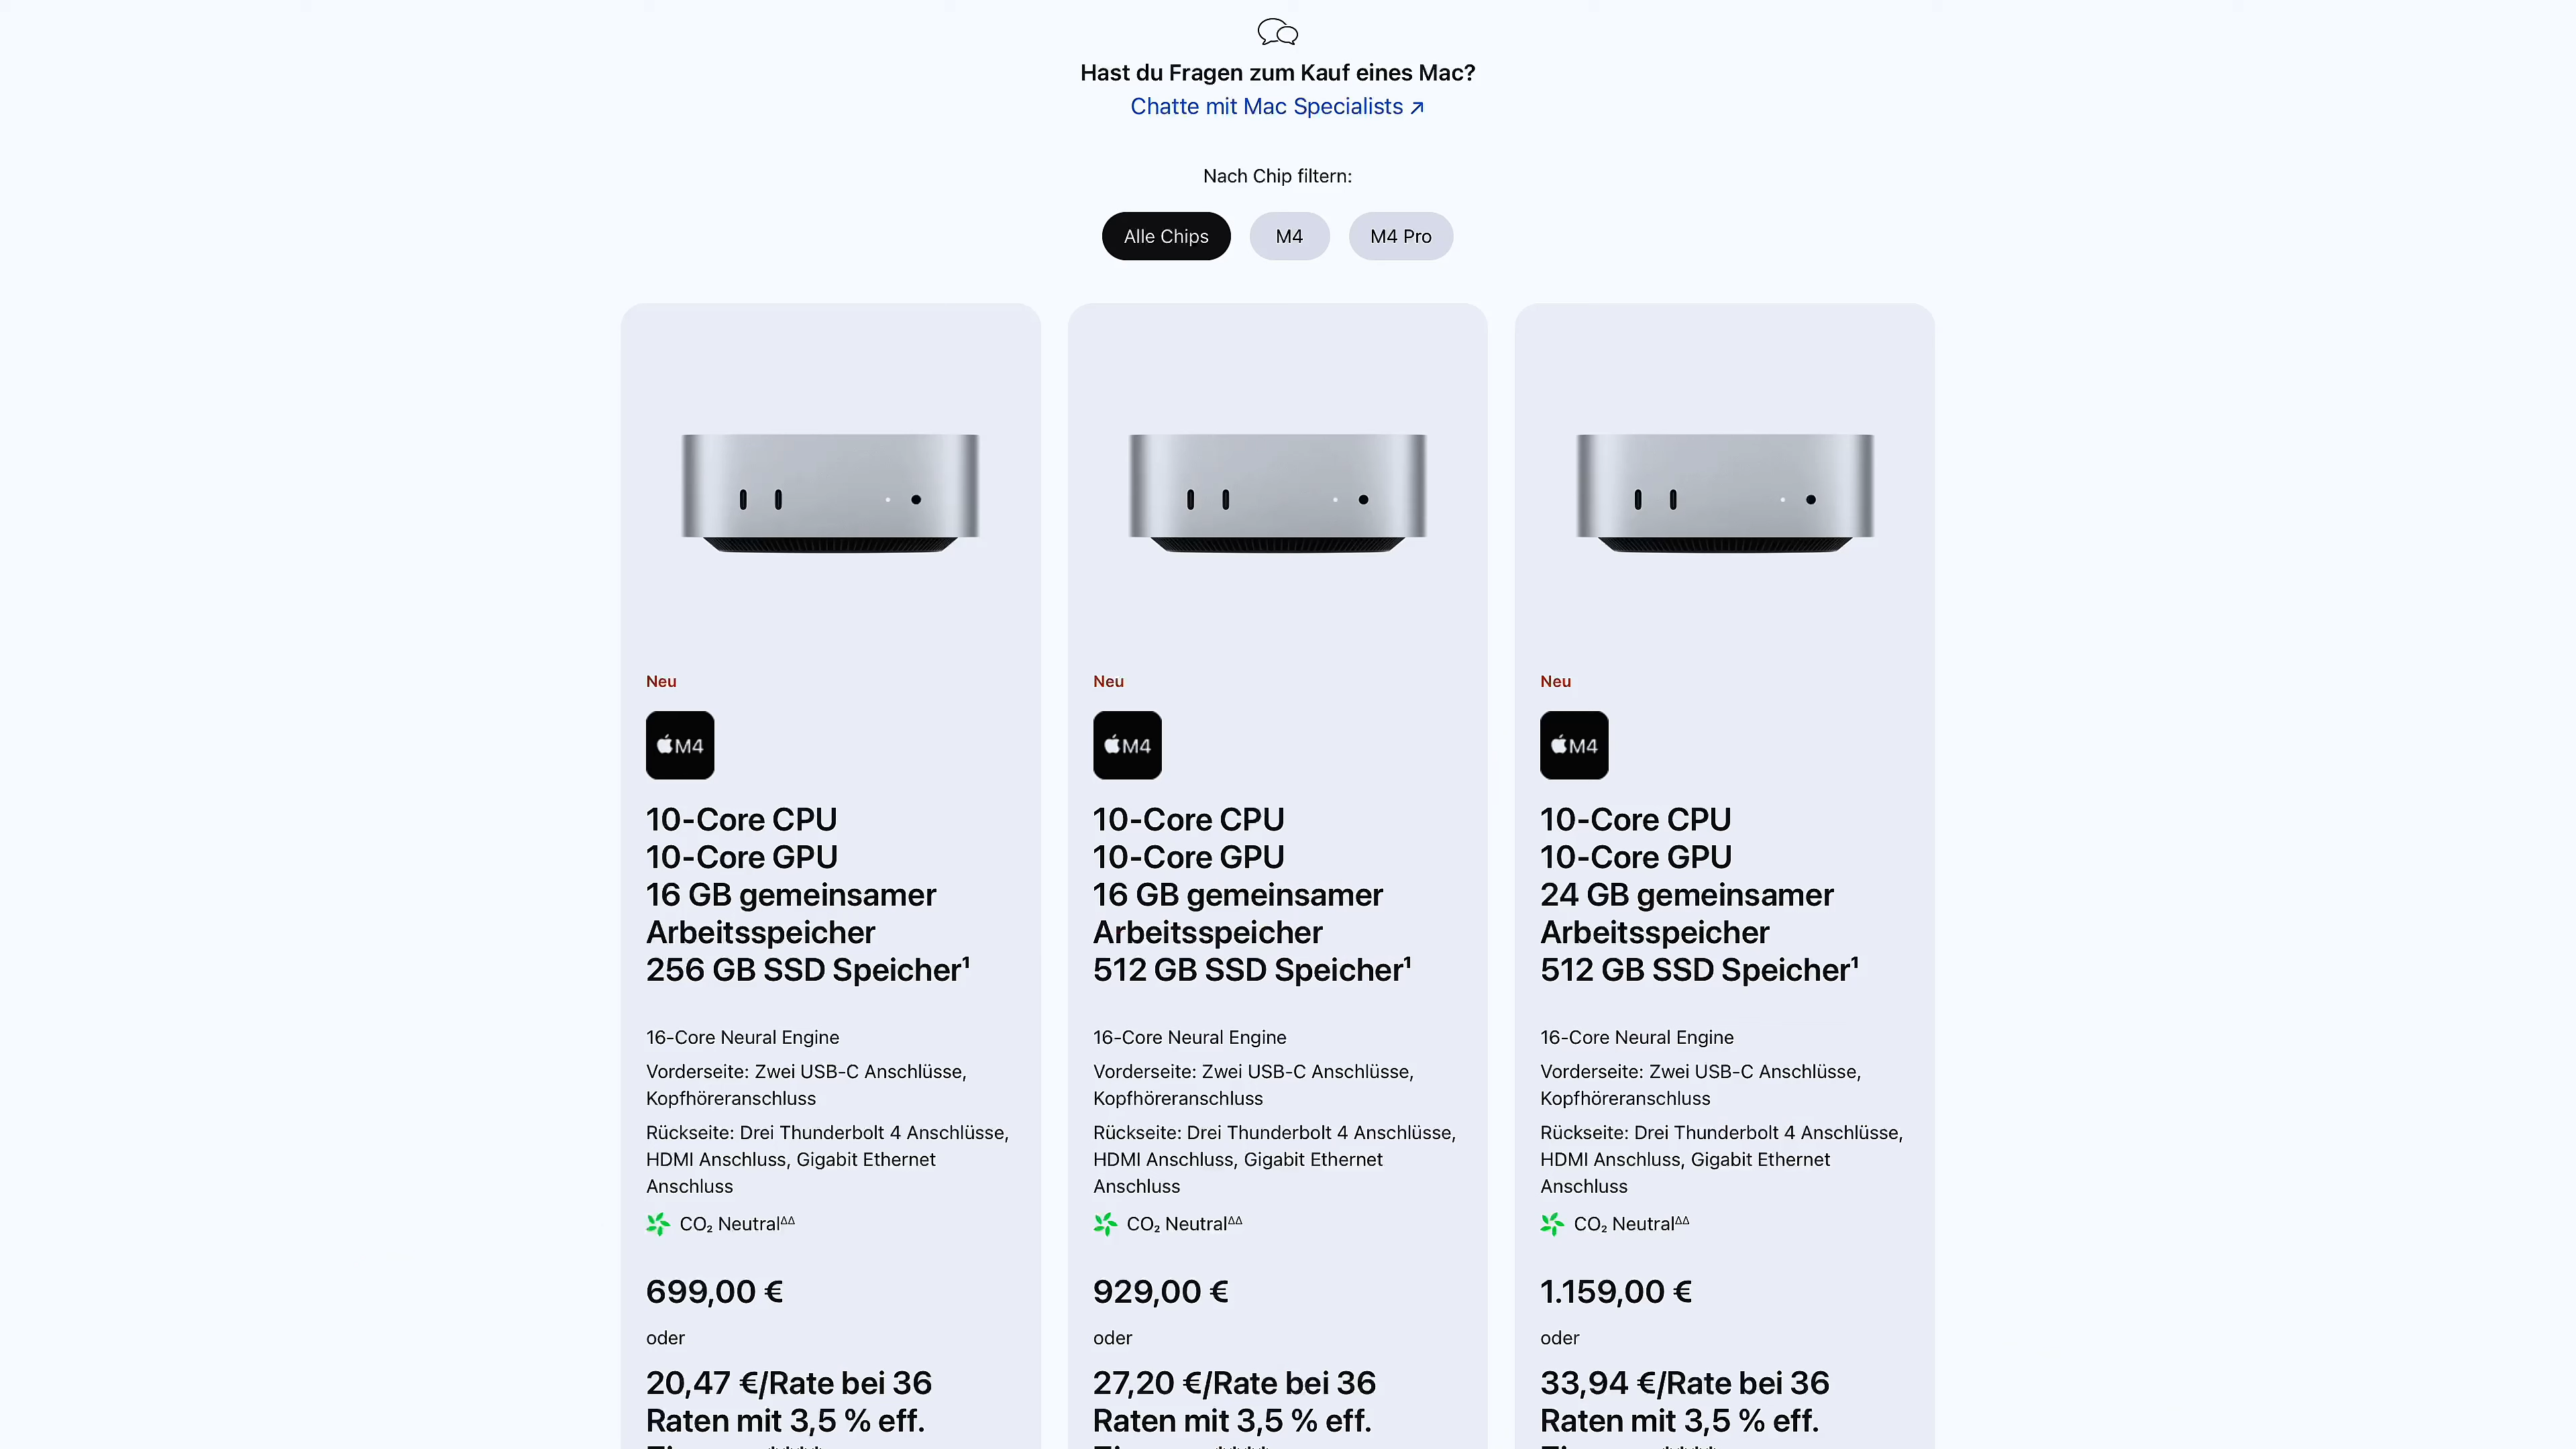 Hast du Fragen zum Kauf eines Mac?
Chatte mit Mac Specialists ↗
Nach Chip filtern:
Alle Chips
M4
M4 Pro
Neu
M4
10-Core CPU
10-Core GPU
16 GB gemeinsamer
Arbeitsspeicher
256 GB SSD Speicher¹
16-Core Neural Engine
Vorderseite: Zwei USB-C Anschlüsse,
Kopfhöreranschluss
Rückseite: Drei Thunderbolt 4 Anschlüsse,
HDMI Anschluss, Gigabit Ethernet
Anschluss
CO₂ Neutral∆∆
699,00 €
oder
20,47 €/Rate bei 36
Raten mit 3,5 % eff.
Neu
M4
10-Core CPU
10-Core GPU
16 GB gemeinsamer
Arbeitsspeicher
512 GB SSD Speicher¹
16-Core Neural Engine
Vorderseite: Zwei USB-C Anschlüsse,
Kopfhöreranschluss
Rückseite: Drei Thunderbolt 4 Anschlüsse,
HDMI Anschluss, Gigabit Ethernet
Anschluss
CO₂ Neutral∆∆
929,00 €
oder
27,20 €/Rate bei 36
Raten mit 3,5 % eff.
Neu
M4
10-Core CPU
10-Core GPU
24 GB gemeinsamer
Arbeitsspeicher
512 GB SSD Speicher¹
16-Core Neural Engine
Vorderseite: Zwei USB-C Anschlüsse,
Kopfhöreranschluss
Rückseite: Drei Thunderbolt 4 Anschlüsse,
HDMI Anschluss, Gigabit Ethernet
Anschluss
CO₂ Neutral∆∆
1.159,00 €
oder
33,94 €/Rate bei 36
Raten mit 3,5 % eff.